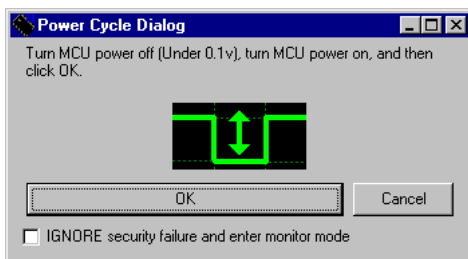 Power Cycle Dialog
Turn MCU power off (Under 0.1v), turn MCU power on, and then
click OK.
OK
Cancel
IGNORE security failure and enter monitor mode